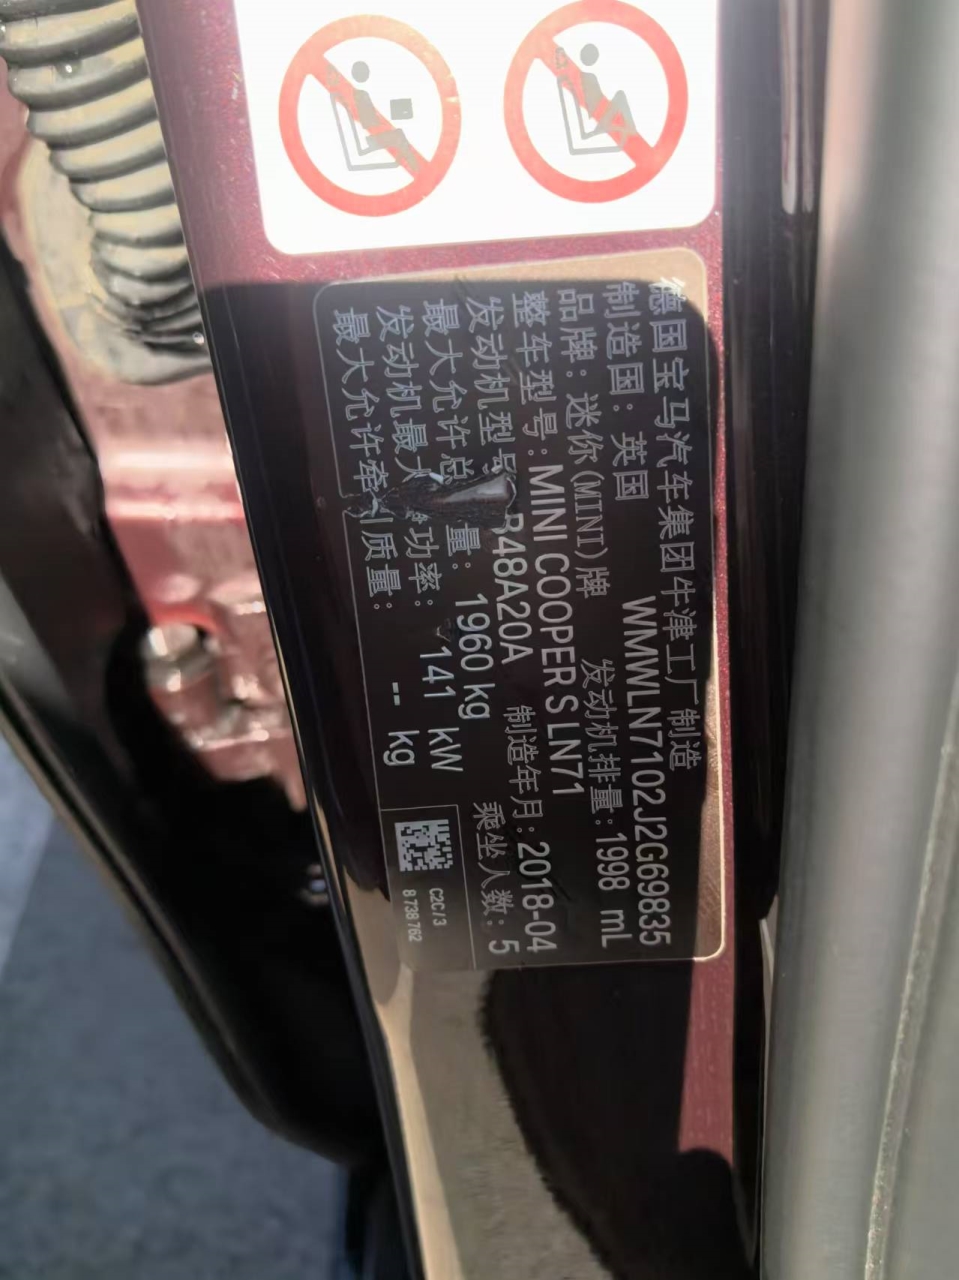 德国宝马汽车集团牛津工厂制造
制造国：英国 WMWLN7102J2G69835
品牌：迷你(MINI)牌 发动机排量：1998 mL
整车型号：MINI COOPER S LN71
发动机型号 B48A20A 制造年月：2018-04
最大允许总 量： 1960 kg 乘坐人数：5
发动机最大 功率： 141 kW
最大允许牵引质量： -- kg
C2C/3
8738762